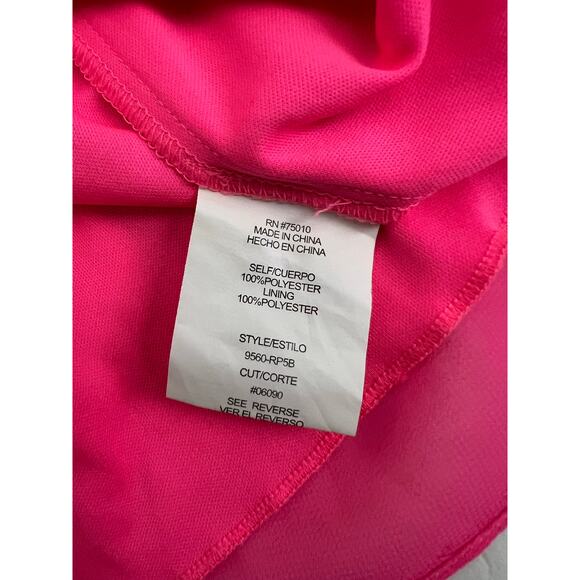 RN #75010
MADE IN CHINA
HECHO EN CHINA
SELF/CUERPO
100%POLYESTER
LINING
100%POLYESTER
STYLE/ESTILO
9560-RP5B
CUT/CORTE
#06090
SEE REVERSE
VER EL REVERSO